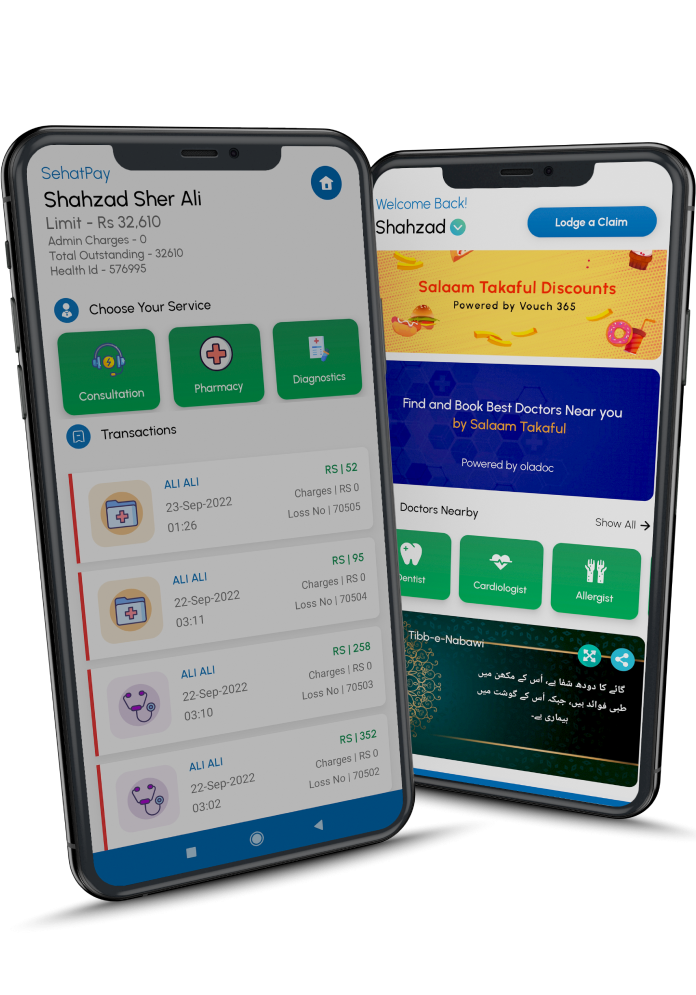 SehatPay
Shahzad Sher Ali
Limit - Rs 32,610
Admin Charges - 0
Total Outstanding - 32610
Health Id - 576995
Choose Your Service
Consultation
Pharmacy
Diagnostics
Transactions
ALI ALI
RS | 52
23-Sep-2022
Charges | RS 0
01:26
Loss No | 70505
ALI ALI
RS | 95
22-Sep-2022
Charges | RS 0
03:11
Loss No | 70504
ALI ALI
RS | 258
22-Sep-2022
Charges | RS 0
03:10
Loss No | 70503
ALI ALI
RS | 352
22-Sep-2022
Charges | RS 0
03:02
Loss No | 70502
Welcome Back!
Shahzad
Lodge a Claim
Salaam Takaful Discounts
Powered by Vouch 365
Find and Book Best Doctors Near you
by Salaam Takaful
Powered by oladoc
Doctors Nearby
Show All
Dentist
Cardiologist
Allergist
Tibb-e-Nabawi
گائے کا دودھ شفا ہے، اُس کے مکھن میں
طبی فوائد ہیں، جبکہ اُس کے گوشت میں
بیماری ہے۔